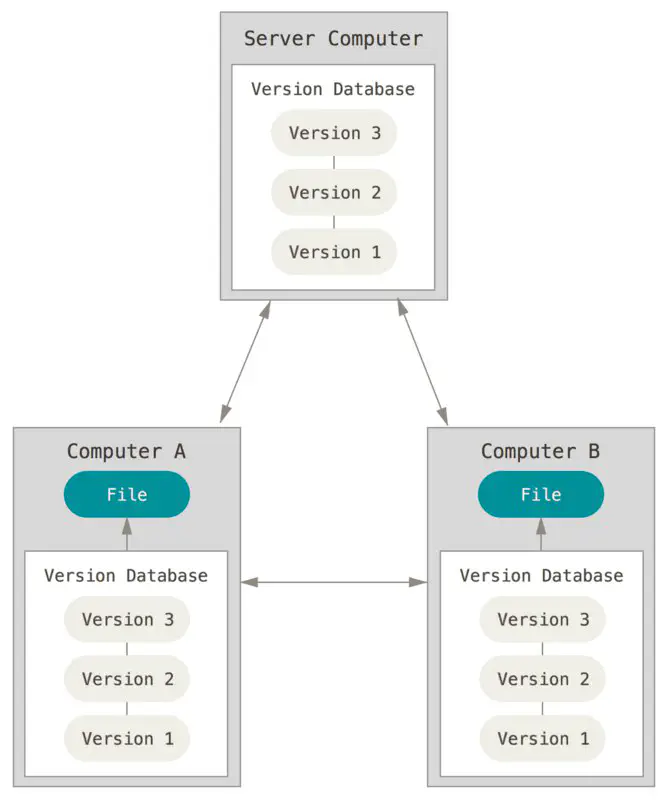 Server Computer
Version Database
Version 3
Version 2
Version 1
Computer A
File
Version Database
Version 3
Version 2
Version 1
Computer B
File
Version Database
Version 3
Version 2
Version 1